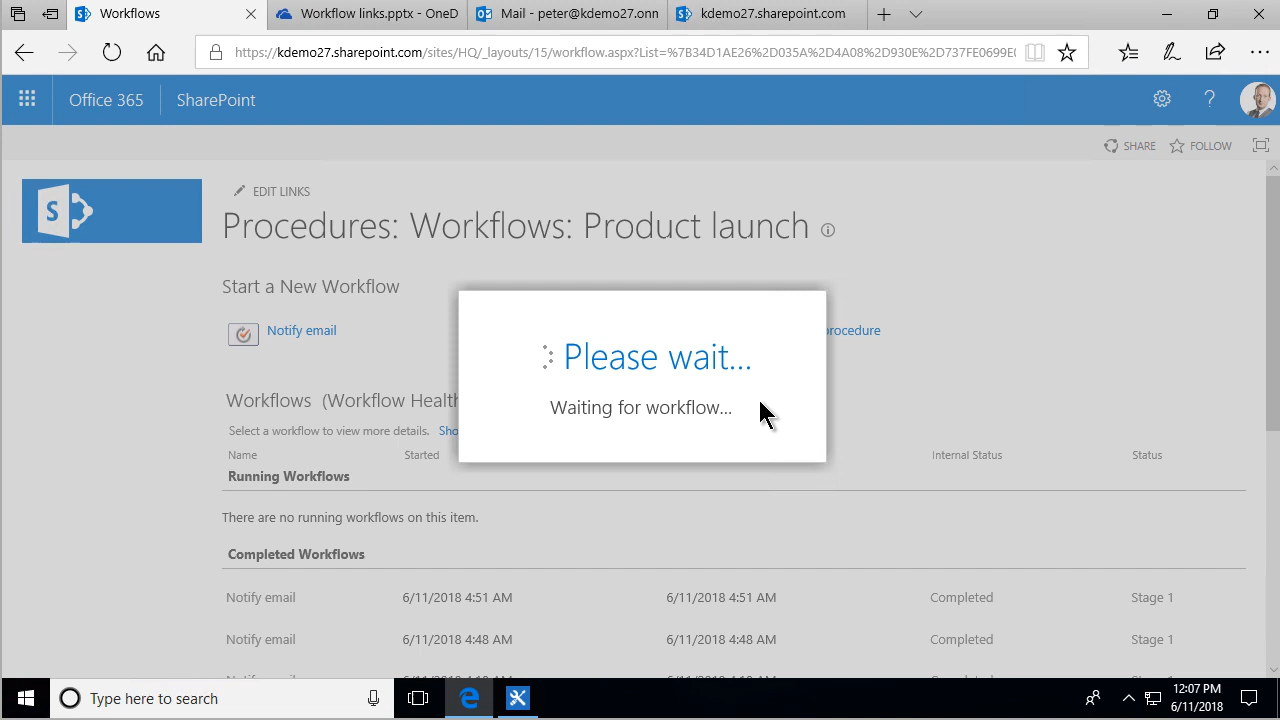 Workflows
Workflow links.pptx - OneD
Mail - peter@kdemo27.onn
kdemo27.sharepoint.com
https://kdemo27.sharepoint.com/sites/HQ/_layouts/15/workflow.aspx?List=%7B34D1AE26%2D035A%2D4A08%2D930E%2D737FE0699E0
Office 365
SharePoint
?
SHARE
FOLLOW
S
EDIT LINKS
Procedures: Workflows: Product launch
Start a New Workflow
Notify email
procedure
Please wait...
Waiting for workflow...
Workflows (Workflow Healt
Select a workflow to view more details. Sho
Name Started Internal Status Status
Running Workflows
There are no running workflows on this item.
Completed Workflows
Notify email 6/11/2018 4:51 AM 6/11/2018 4:51 AM Completed Stage 1
Notify email 6/11/2018 4:48 AM 6/11/2018 4:48 AM Completed Stage 1
Type here to search
12:07 PM
6/11/2018